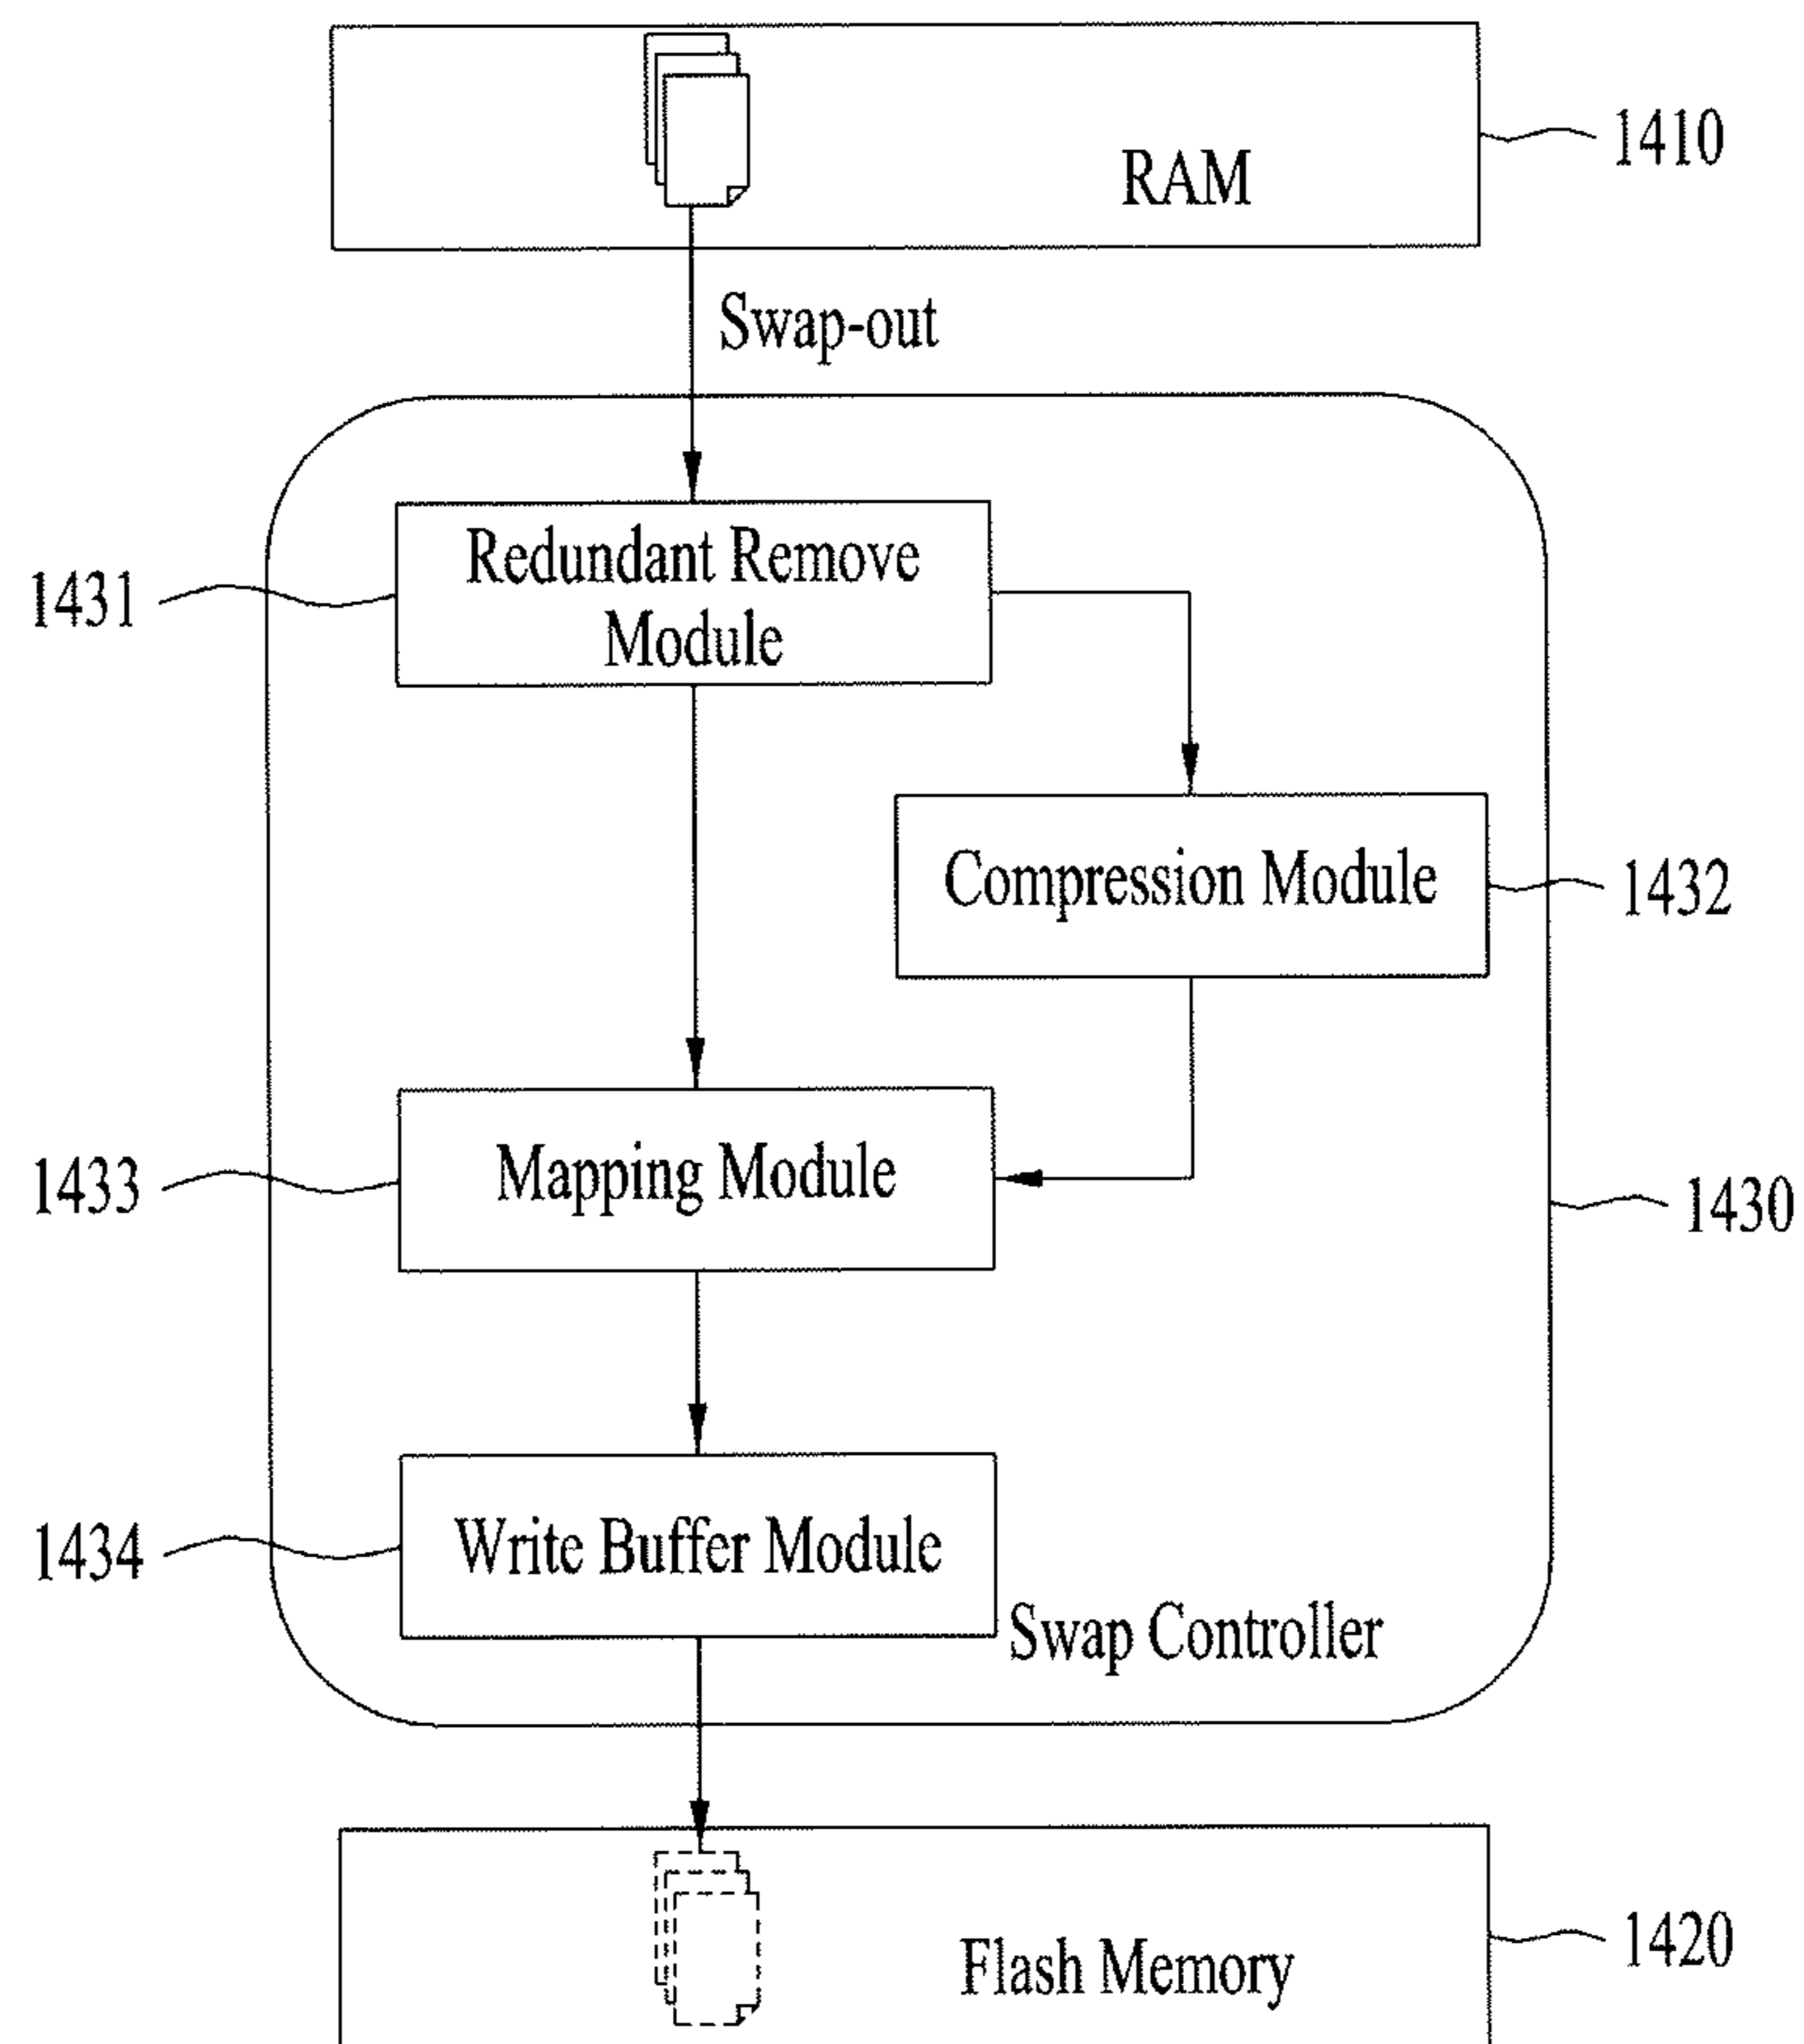 1410
RAM
Swap-out
Redundant Remove
Module
1431
Compression Module
1432
Mapping Module
1433
1430
Write Buffer Module
1434
Swap Controller
Flash Memory
1420